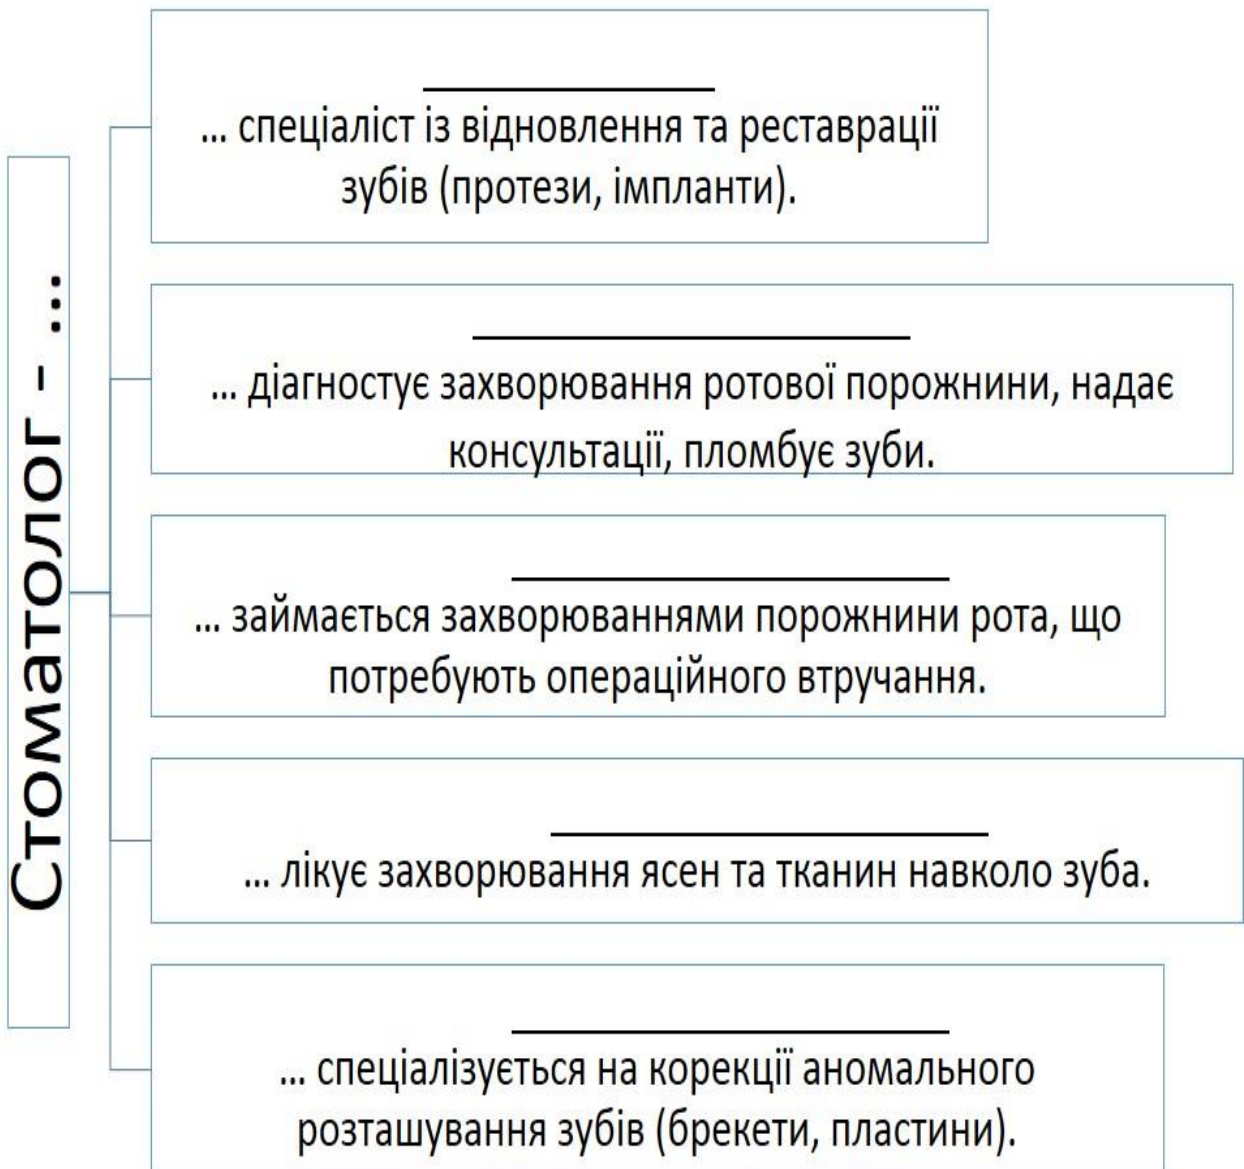 Стоматолог - ...
... спеціаліст із відновлення та реставрації
зубів (протези, імпланти).
... діагностує захворювання ротової порожнини, надає
консультації, пломбує зуби.
... займається захворюваннями порожнини рота, що
потребують операційного втручання.
... лікує захворювання ясен та тканин навколо зуба.
... спеціалізується на корекції аномального
розташування зубів (брекети, пластини).